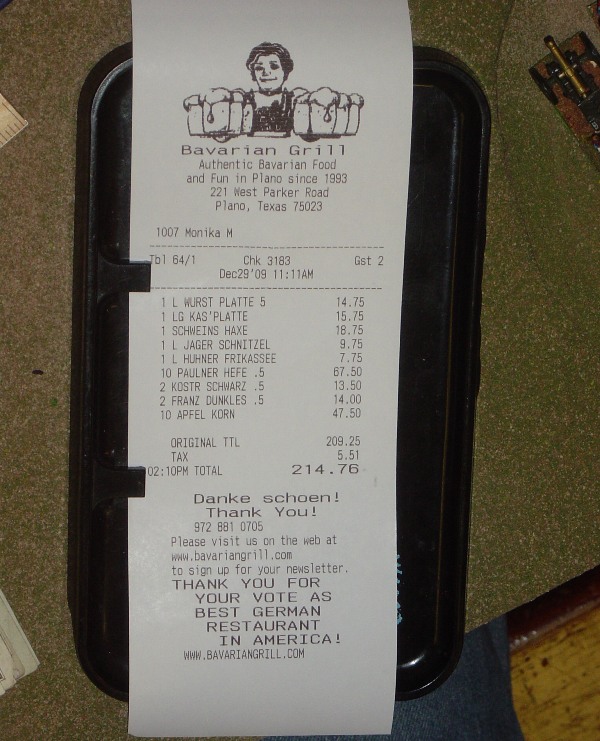 Bavarian Grill
Authentic Bavarian Food
and Fun in Plano since 1993
221 West Parker Road
Plano, Texas 75023
1007 Monika M
Tbl 64/1 Chk 3183 Gst 2
Dec29'09 11:11AM
1 L WURST PLATTE 5 14.75
1 LG KAS'PLATTE 15.75
1 SCHWEINS HAXE 18.75
1 L JAGER SCHNITZEL 9.75
1 L HUHNER FRIKASSEE 7.75
10 PAULNER HEFE .5 67.50
2 KOSTR SCHWARZ .5 13.50
2 FRANZ DUNKLES .5 14.00
10 APFEL KORN 47.50
ORIGINAL TTL 209.25
TAX 5.51
02:10PM TOTAL 214.76
Danke schoen!
Thank You!
972 881 0705
Please visit us on the web at
www.bavariangrill.com
to sign up for your newsletter.
THANK YOU FOR
YOUR VOTE AS
BEST GERMAN
RESTAURANT
IN AMERICA!
WWW.BAVARIANGRILL.COM